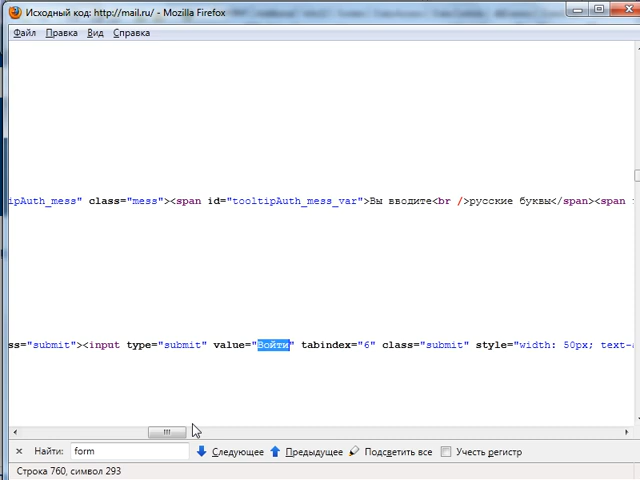 Исходный код: http://mail.ru/ - Mozilla Firefox
Файл Правка Вид Справка
ipAuth_mess" class="mess"><span id="tooltipAuth_mess_var">Вы вводите<br />русские буквы</span><span
ss="submit"><input type="submit" value="Войти" tabindex="6" class="submit" style="width: 50px; text-
Найти: form Следующее Предыдущее Подсветить все Учесть регистр
Строка 760, символ 293